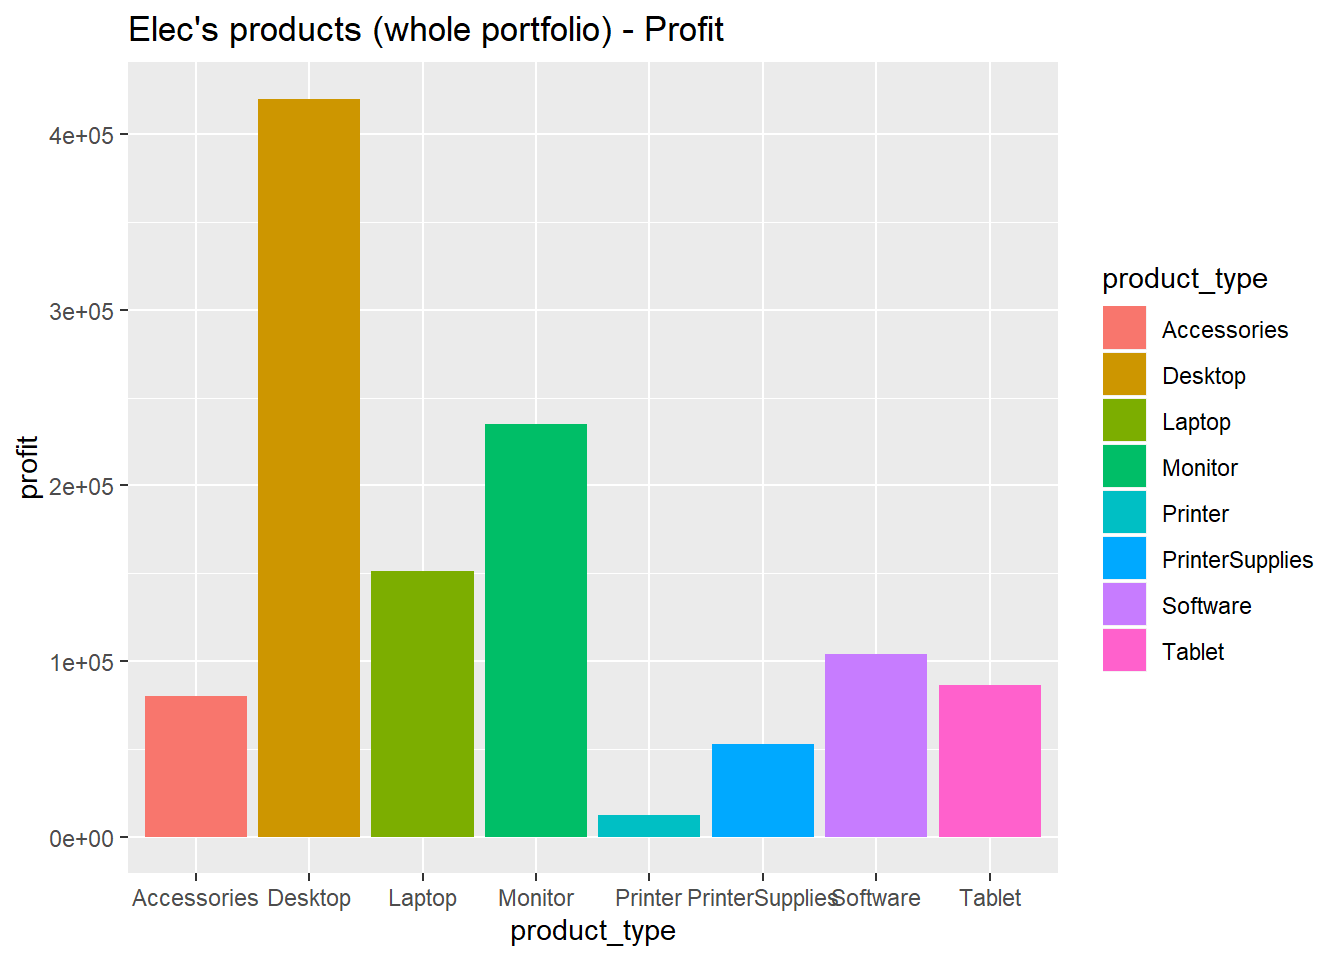 Elec's products (whole portfolio) - Profit
4e+05
3e+05
2e+05
1e+05
0e+00
profit
Accessories Desktop Laptop Monitor Printer PrinterSupplies Software Tablet
product_type
product_type
Accessories
Desktop
Laptop
Monitor
Printer
PrinterSupplies
Software
Tablet